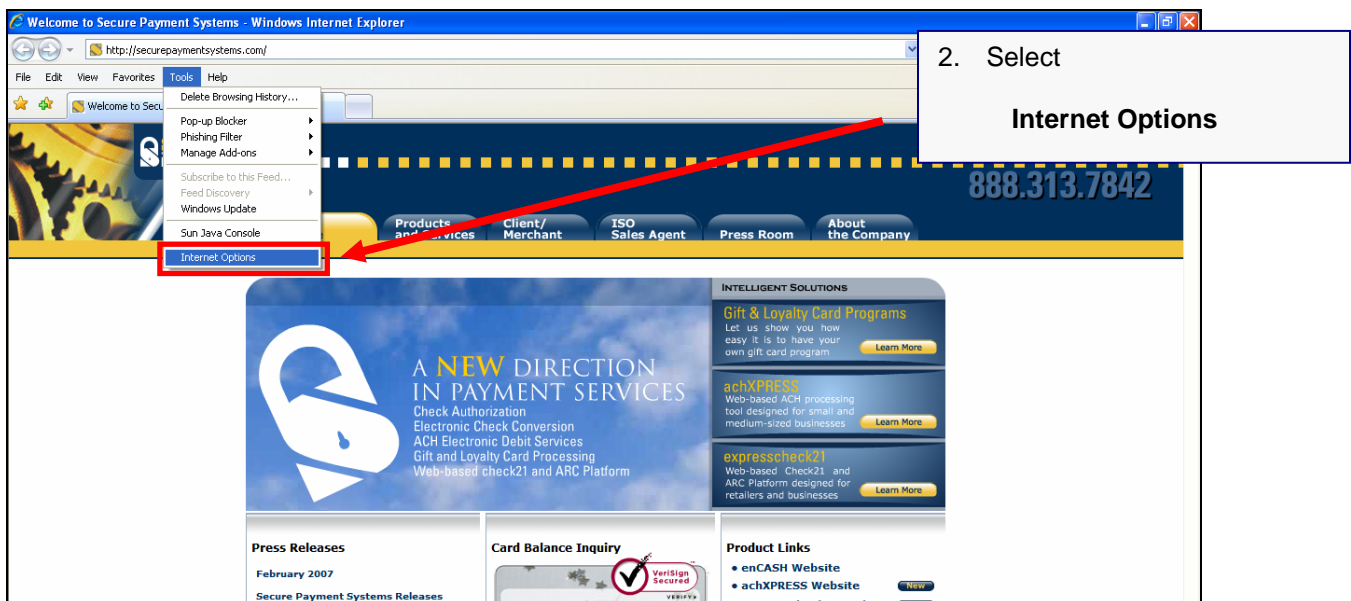 Welcome to Secure Payment Systems - Windows Internet Explorer
http://securepaymentsystems.com/
File Edit View Favorites Tools Help
Welcome to Secu
Delete Browsing History...
Pop-up Blocker
Phishing Filter
Manage Add-ons
Subscribe to this Feed...
Feed Discovery
Windows Update
Sun Java Console
Internet Options
2. Select
Internet Options
888.313.7842
Products and Services
Client/ Merchant
ISO Sales Agent
Press Room
About the Company
A NEW DIRECTION
IN PAYMENT SERVICES
Check Authorization
Electronic Check Conversion
ACH Electronic Debit Services
Gift and Loyalty Card Processing
Web-based check21 and ARC Platform
INTELLIGENT SOLUTIONS
Gift & Loyalty Card Programs
Let us show you how
easy it is to have your
own gift card program
Learn More
achXPRESS
Web-based ACH processing
tool designed for small and
medium-sized businesses
Learn More
expresscheck21
Web-based Check21 and
ARC Platform designed for
retailers and businesses
Learn More
Press Releases
February 2007
Secure Payment Systems Releases
Card Balance Inquiry
VeriSign
Secured
VERIFY
Product Links
• enCASH Website
• achXPRESS Website
New